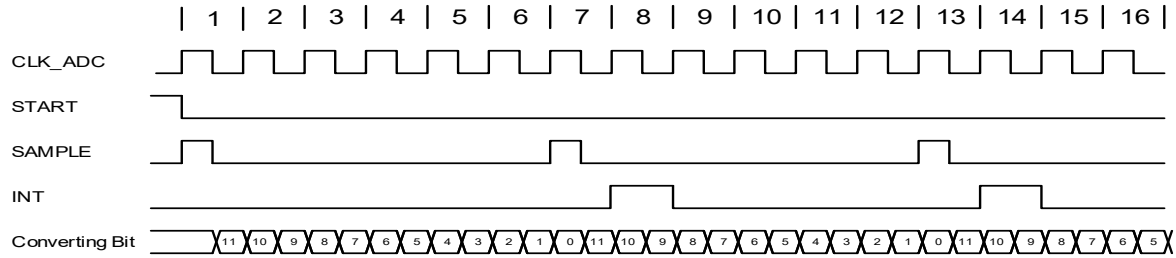 | 1 | 2 | 3 | 4 | 5 | 6 | 7 | 8 | 9 | 10 | 11 | 12 | 13 | 14 | 15 | 16 |
CLK_ADC
START
SAMPLE
INT
Converting Bit 11 10 9 8 7 6 5 4 3 2 1 0 11 10 9 8 7 6 5 4 3 2 1 0 11 10 9 8 7 6 5